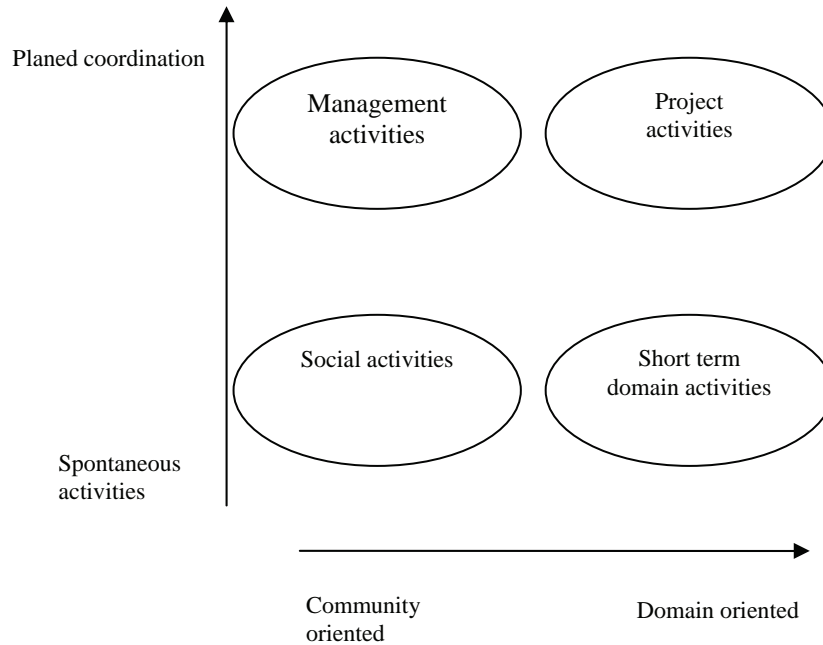 Planed coordination
Management
activities
Project
activities
Social activities
Short term
domain activities
Spontaneous
activities
Community
oriented
Domain oriented